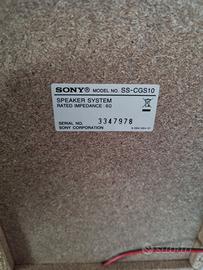 SONY® MODEL NO. SS-CGS10
SPEAKER SYSTEM
RATED IMPEDANCE : 6Ω
SERIAL NO. 3347978
SONY CORPORATION